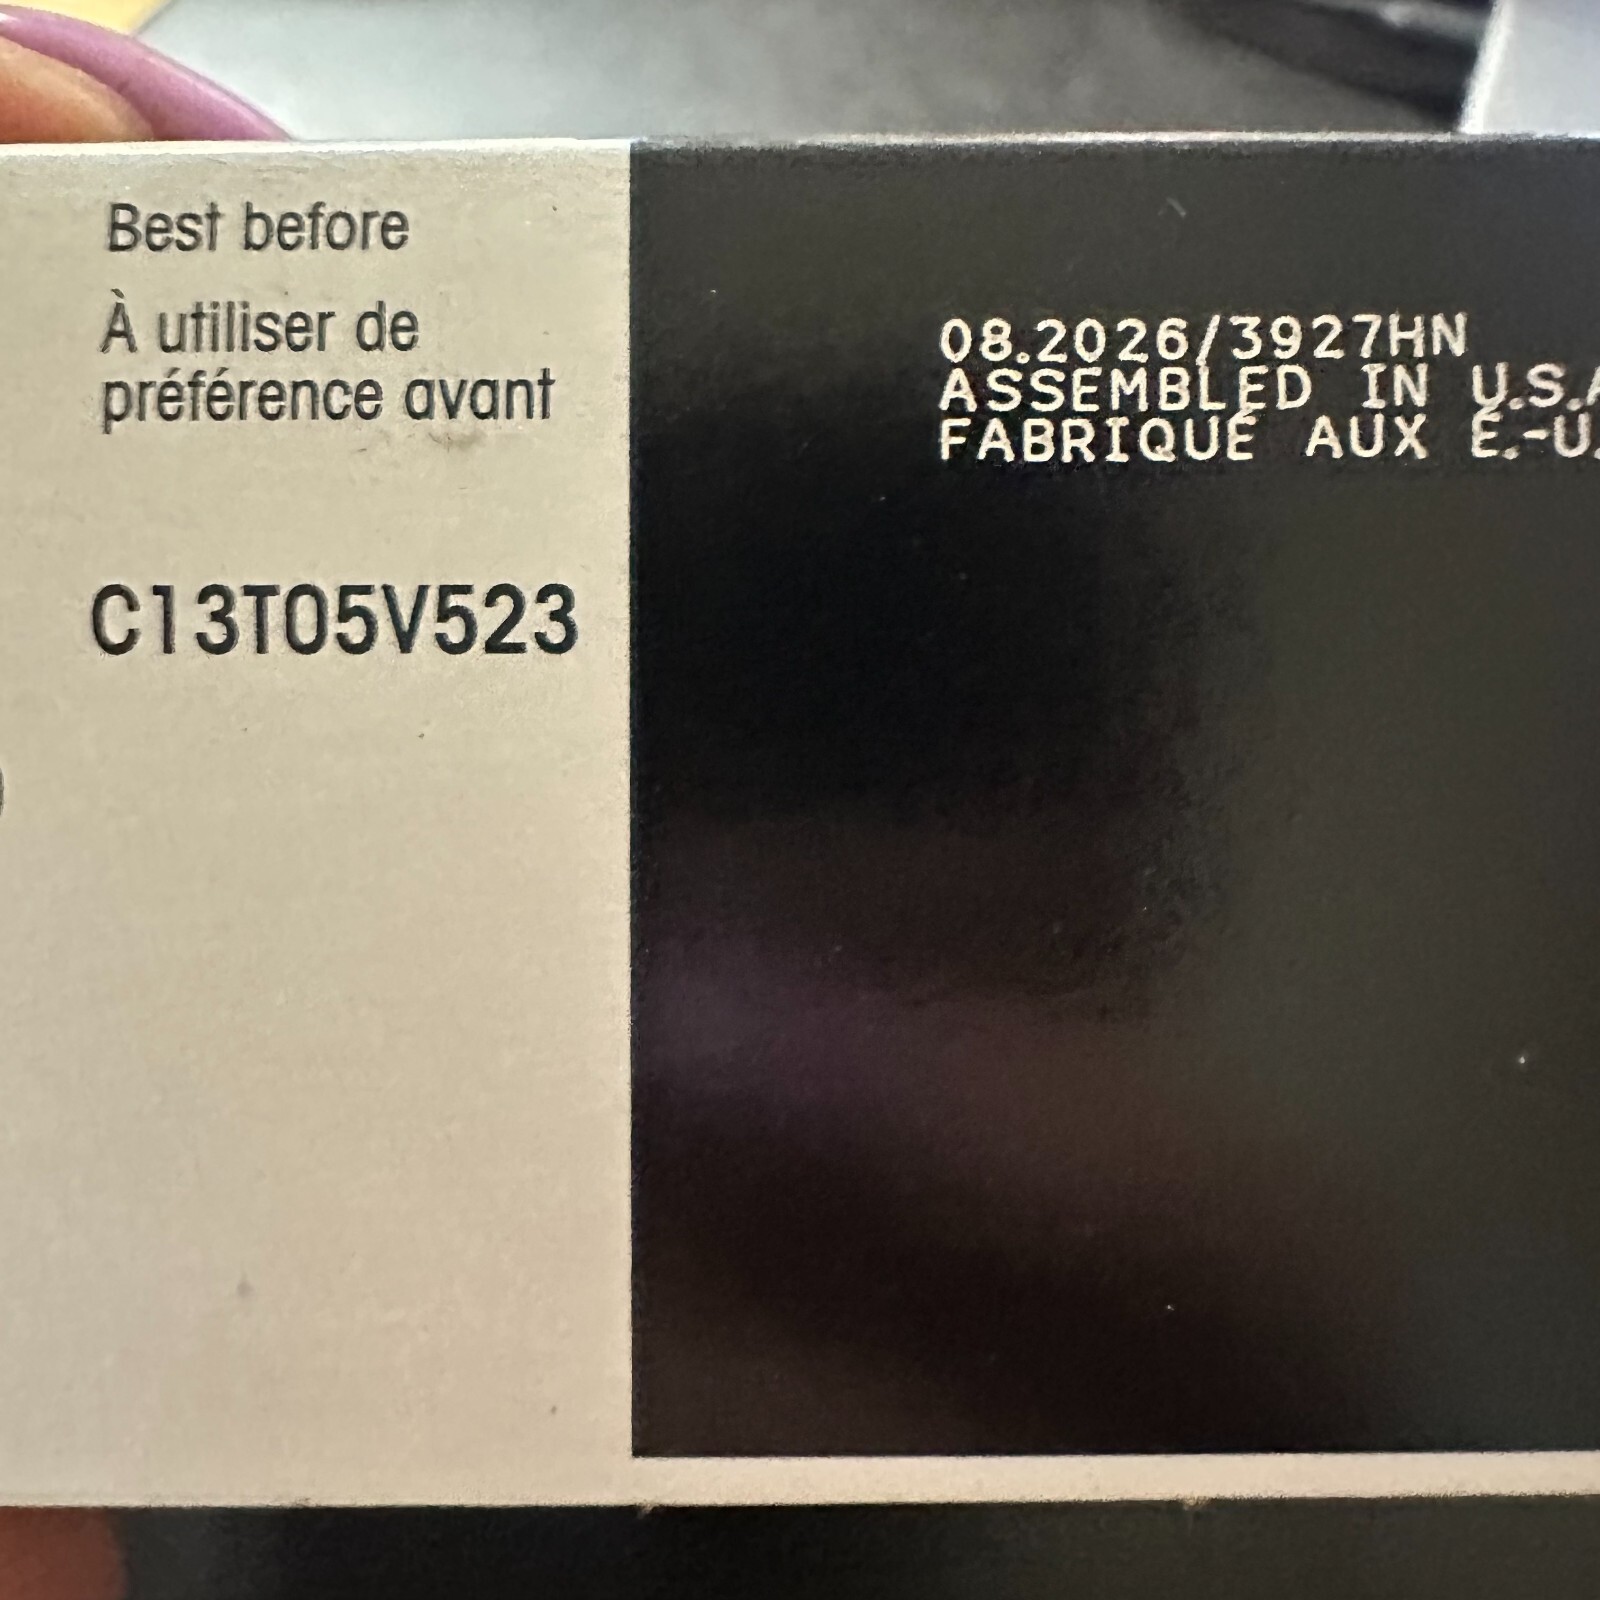 Best before
À utiliser de
préférence avant
C13T05V523
08.2026/3927HN
ASSEMBLED IN U.S.A
FABRIQUÉ AUX É.-U.